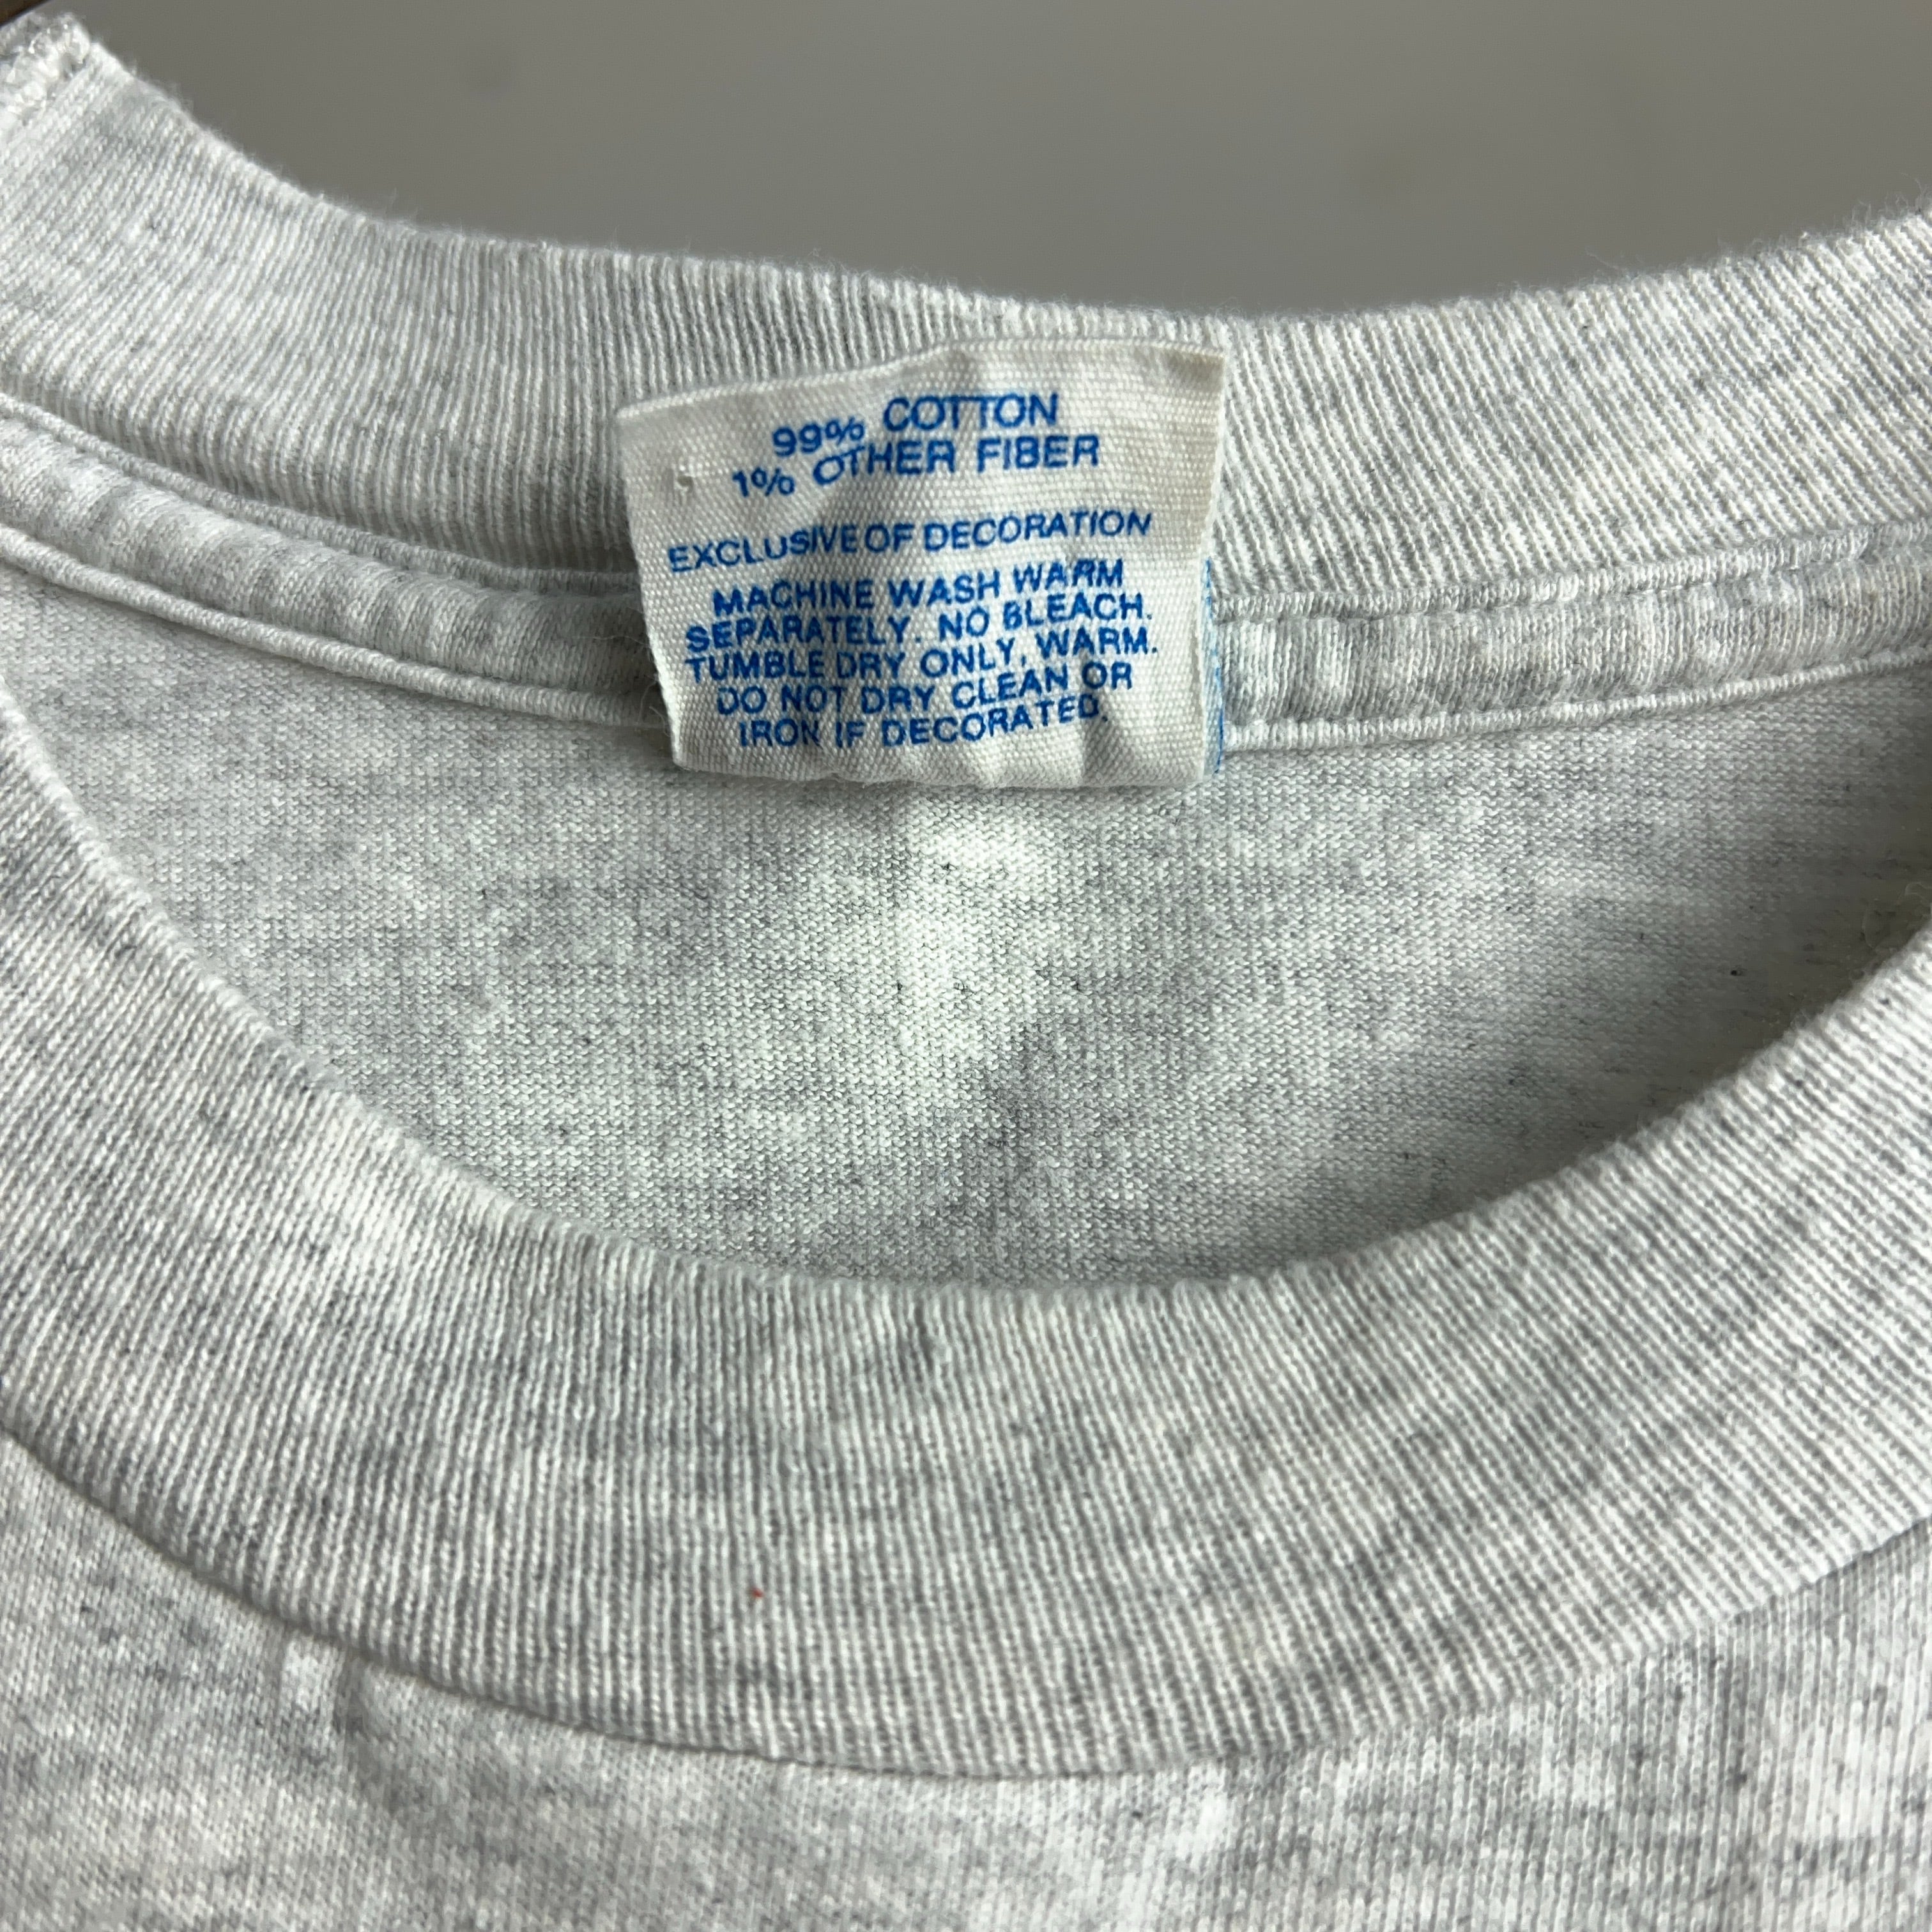 99% COTTON
1% OTHER FIBER
EXCLUSIVE OF DECORATION
MACHINE WASH WARM
SEPARATELY. NO BLEACH.
TUMBLE DRY ONLY, WARM.
DO NOT DRY CLEAN OR
IRON IF DECORATED.